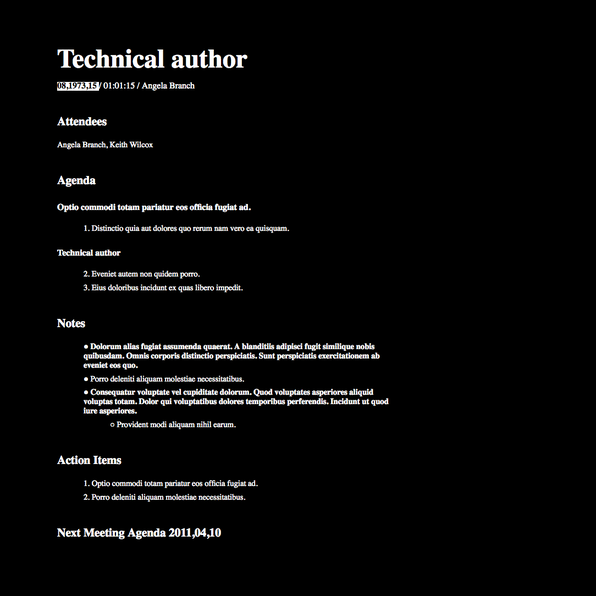 Technical author
08,1973,15 / 01:01:15 / Angela Branch
Attendees
Angela Branch, Keith Wilcox
Agenda
Optio commodi totam pariatur eos officia fugiat ad.
1. Distinctio quia aut dolores quo rerum nam vero ea quisquam.
Technical author
2. Eveniet autem non quidem porro.
3. Eius doloribus incidunt ex quas libero impedit.
Notes
● Dolorum alias fugiat assumenda quaerat. A blanditiis adipisci fugit similique nobis
quibusdam. Omnis corporis distinctio perspiciatis. Sunt perspiciatis exercitationem ab
eveniet eos quo.
● Porro deleniti aliquam molestiae necessitatibus.
● Consequatur voluptate vel cupiditate dolorum. Quod voluptates asperiores aliquid
voluptas totam. Dolor qui voluptatibus dolores temporibus perferendis. Incidunt ut quod
iure asperiores.
○ Provident modi aliquam nihil earum.
Action Items
1. Optio commodi totam pariatur eos officia fugiat ad.
2. Porro deleniti aliquam molestiae necessitatibus.
Next Meeting Agenda 2011,04,10